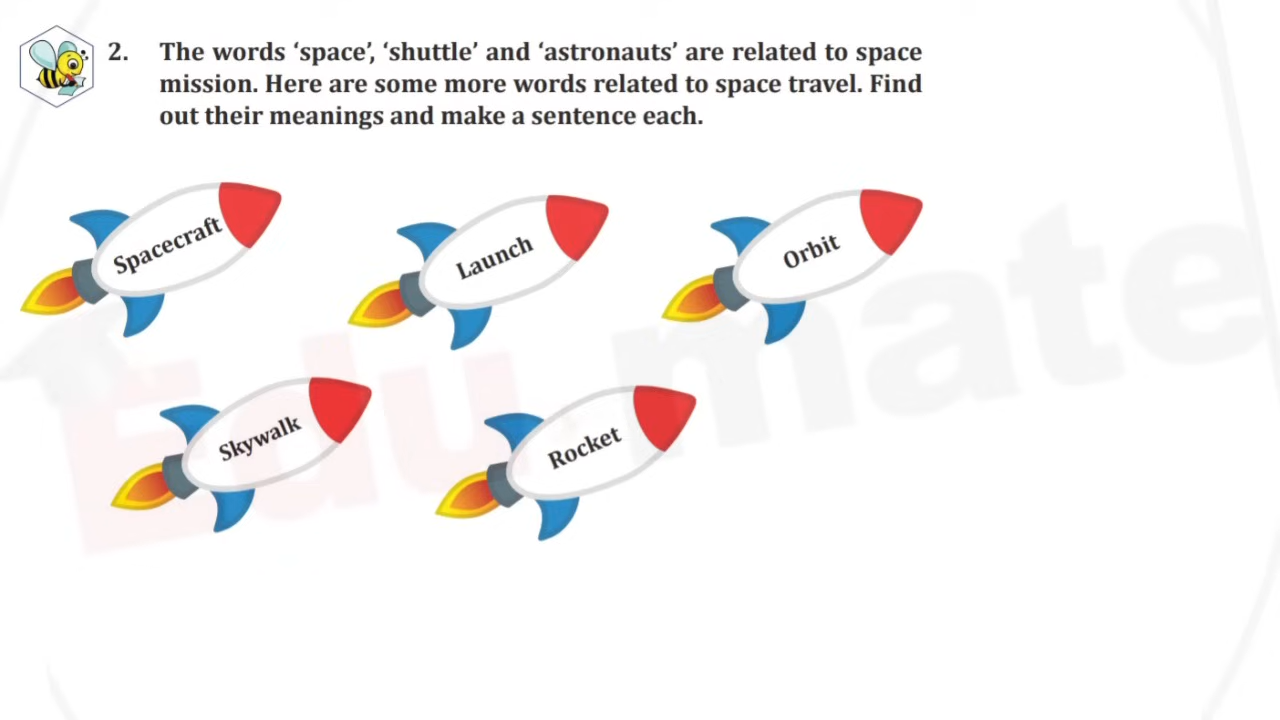 2. The words ‘space’, ‘shuttle’ and ‘astronauts’ are related to space
mission. Here are some more words related to space travel. Find
out their meanings and make a sentence each.
Spacecraft
Launch
Orbit
Skywalk
Rocket
Edumate